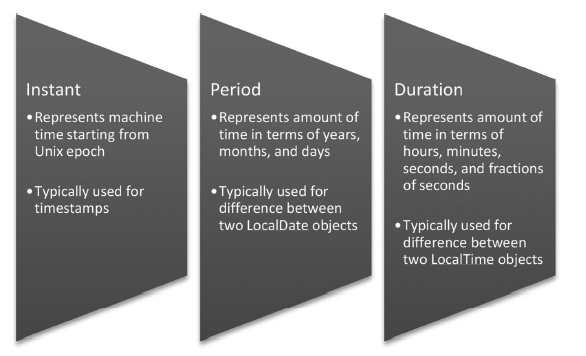 Instant
•Represents machine
time starting from
Unix epoch
•Typically used for
timestamps
Period
•Represents amount of
time in terms of years,
months, and days
•Typically used for
difference between
two LocalDate objects
Duration
•Represents amount of
time in terms of
hours, minutes,
seconds, and fractions
of seconds
•Typically used for
difference between
two LocalTime objects